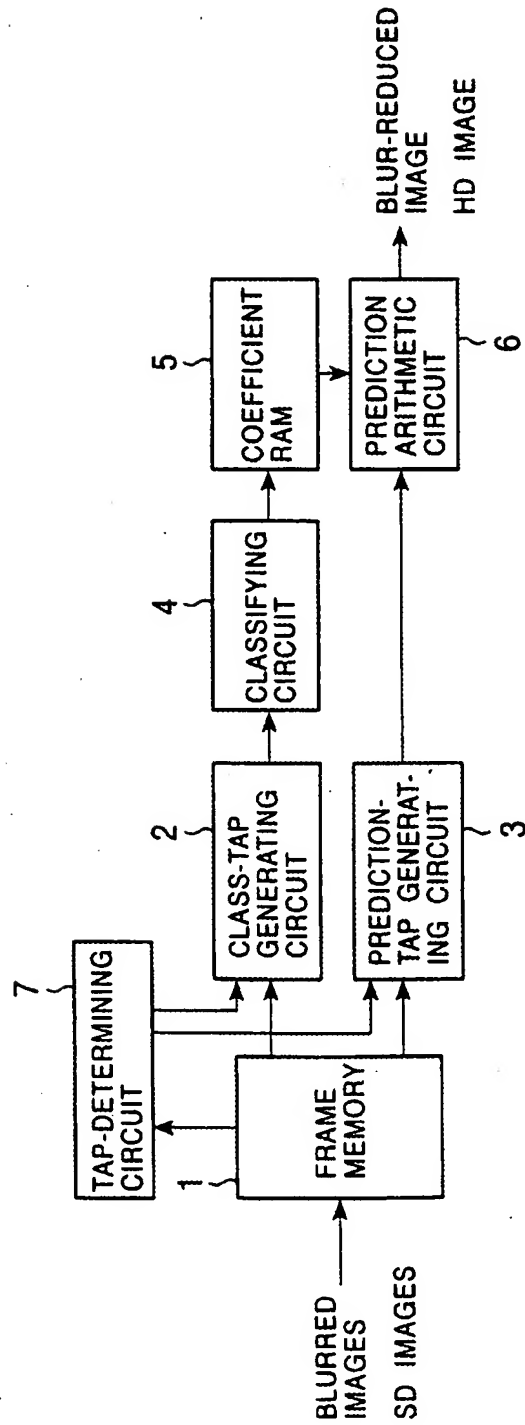 BLURRED
IMAGES
SD IMAGES
1
FRAME
MEMORY
7
TAP-DETERMINING
CIRCUIT
2
CLASS-TAP
GENERATING
CIRCUIT
PREDICTION-
TAP GENERAT-
ING CIRCUIT
3
4
CLASSIFYING
CIRCUIT
5
COEFFICIENT
RAM
PREDICTION
ARITHMETIC
CIRCUIT
6
BLUR-REDUCED
IMAGE
HD IMAGE